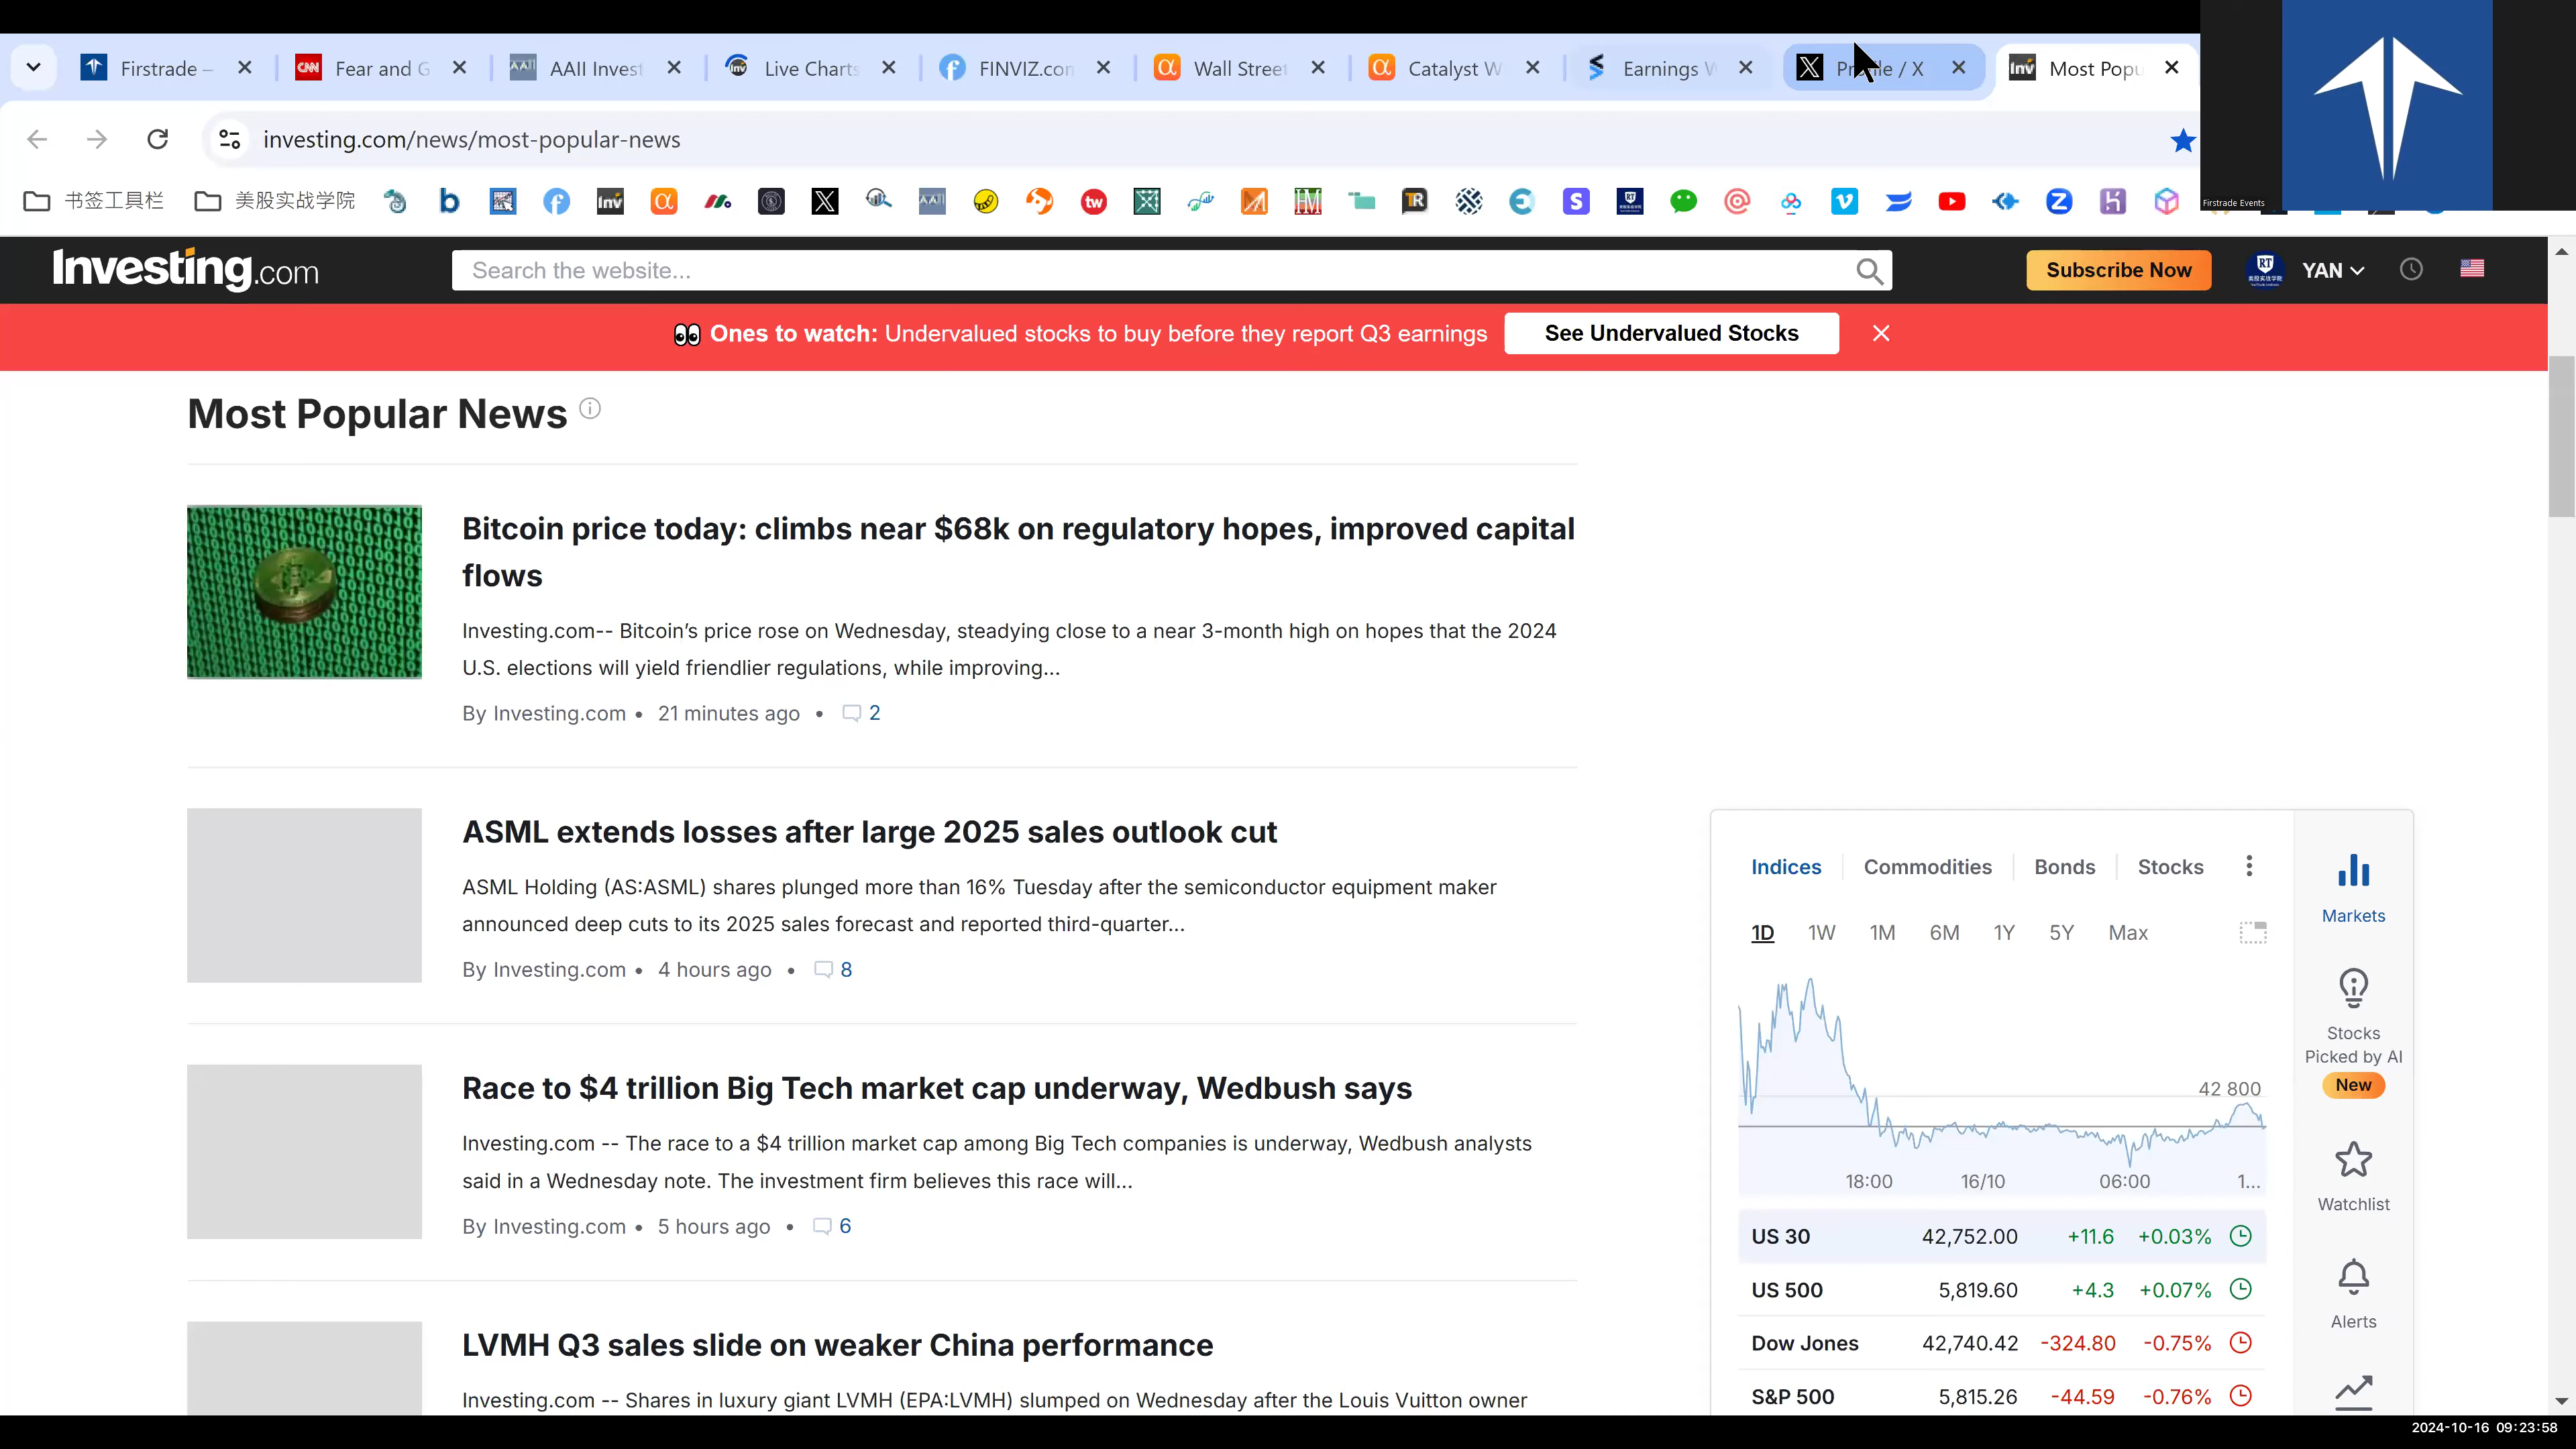 Firstrade –
CNN Fear and G
AAII AAII Invest
Inv Live Charts
FINVIZ.con
Wall Street
Catalyst W
Earnings W
Inv Most Popu
investing.com/news/most-popular-news
书签工具栏
美股实战学院
Firstrade Events
Investing.com
Search the website...
Subscribe Now
YAN
Ones to watch: Undervalued stocks to buy before they report Q3 earnings
See Undervalued Stocks
Most Popular News
Bitcoin price today: climbs near $68k on regulatory hopes, improved capital
flows
Investing.com-- Bitcoin’s price rose on Wednesday, steadying close to a near 3-month high on hopes that the 2024
U.S. elections will yield friendlier regulations, while improving...
By Investing.com • 21 minutes ago • 2
ASML extends losses after large 2025 sales outlook cut
ASML Holding (AS:ASML) shares plunged more than 16% Tuesday after the semiconductor equipment maker
announced deep cuts to its 2025 sales forecast and reported third-quarter...
By Investing.com • 4 hours ago • 8
Race to $4 trillion Big Tech market cap underway, Wedbush says
Investing.com -- The race to a $4 trillion market cap among Big Tech companies is underway, Wedbush analysts
said in a Wednesday note. The investment firm believes this race will...
By Investing.com • 5 hours ago • 6
LVMH Q3 sales slide on weaker China performance
Investing.com -- Shares in luxury giant LVMH (EPA:LVMH) slumped on Wednesday after the Louis Vuitton owner
Indices Commodities Bonds Stocks
1D 1W 1M 6M 1Y 5Y Max
42 800
18:00 16/10 06:00 1...
US 30 42,752.00 +11.6 +0.03%
US 500 5,819.60 +4.3 +0.07%
Dow Jones 42,740.42 -324.80 -0.75%
S&P 500 5,815.26 -44.59 -0.76%
Markets
Stocks
Picked by AI
New
Watchlist
Alerts
2024-10-16 09:23:58